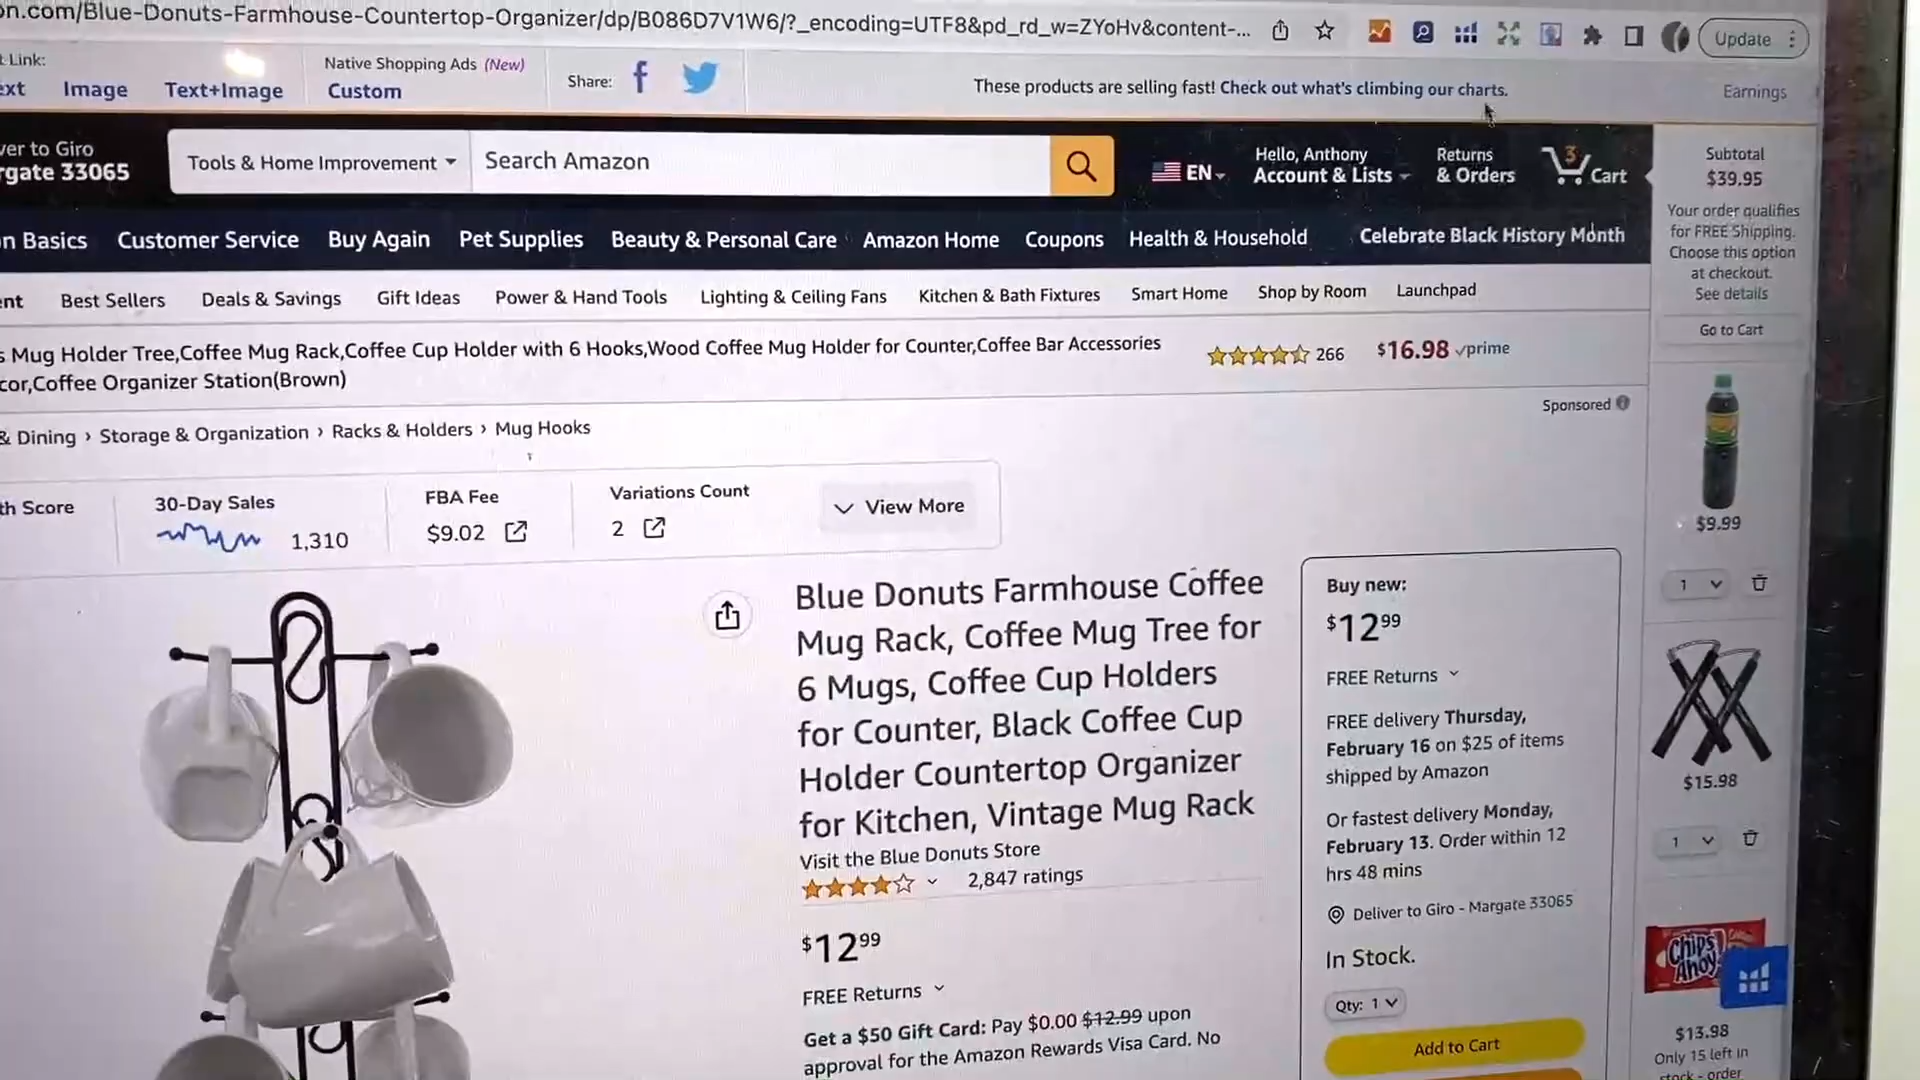 on.com/Blue-Donuts-Farmhouse-Countertop-Organizer/dp/B086D7V1W6/?_encoding=UTF8&pd_rd_w=ZYoHv&content-...
Update
t Link:
ext Image Text+Image
Native Shopping Ads (New)
Custom
Share:
These products are selling fast! Check out what's climbing our charts.
Earnings
ver to Giro
rgate 33065
Tools & Home Improvement
Search Amazon
EN
Hello, Anthony
Account & Lists
Returns
& Orders
3
Cart
Subtotal
$39.95
Your order qualifies
for FREE Shipping.
Choose this option
at checkout.
See details
Go to Cart
n Basics Customer Service Buy Again Pet Supplies Beauty & Personal Care Amazon Home Coupons Health & Household Celebrate Black History Month
ent Best Sellers Deals & Savings Gift Ideas Power & Hand Tools Lighting & Ceiling Fans Kitchen & Bath Fixtures Smart Home Shop by Room Launchpad
s Mug Holder Tree,Coffee Mug Rack,Coffee Cup Holder with 6 Hooks,Wood Coffee Mug Holder for Counter,Coffee Bar Accessories
cor,Coffee Organizer Station(Brown)
266
$16.98 prime
Sponsored
& Dining › Storage & Organization › Racks & Holders › Mug Hooks
th Score
30-Day Sales
1,310
FBA Fee
$9.02
Variations Count
2
View More
Blue Donuts Farmhouse Coffee
Mug Rack, Coffee Mug Tree for
6 Mugs, Coffee Cup Holders
for Counter, Black Coffee Cup
Holder Countertop Organizer
for Kitchen, Vintage Mug Rack
Visit the Blue Donuts Store
2,847 ratings
$12 99
FREE Returns
Get a $50 Gift Card: Pay $0.00 $12.99 upon
approval for the Amazon Rewards Visa Card. No
Buy new:
$12 99
FREE Returns
FREE delivery Thursday,
February 16 on $25 of items
shipped by Amazon
Or fastest delivery Monday,
February 13. Order within 12
hrs 48 mins
Deliver to Giro - Margate 33065
In Stock.
Qty: 1
Add to Cart
$9.99
1
$15.98
1
Chips
Ahoy!
$13.98
Only 15 left in
stock - order